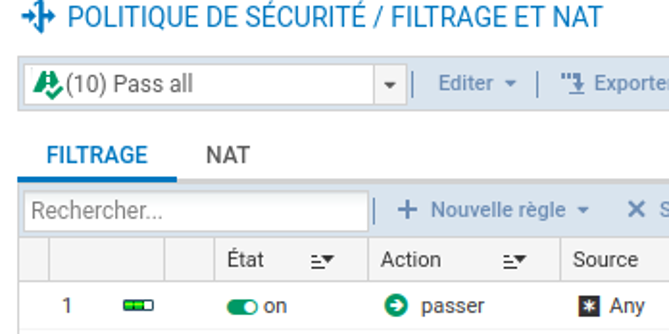 POLITIQUE DE SÉCURITÉ / FILTRAGE ET NAT
(10) Pass all Editer Exporte
FILTRAGE NAT
Rechercher... Nouvelle règle S
État Action Source
1 on passer Any